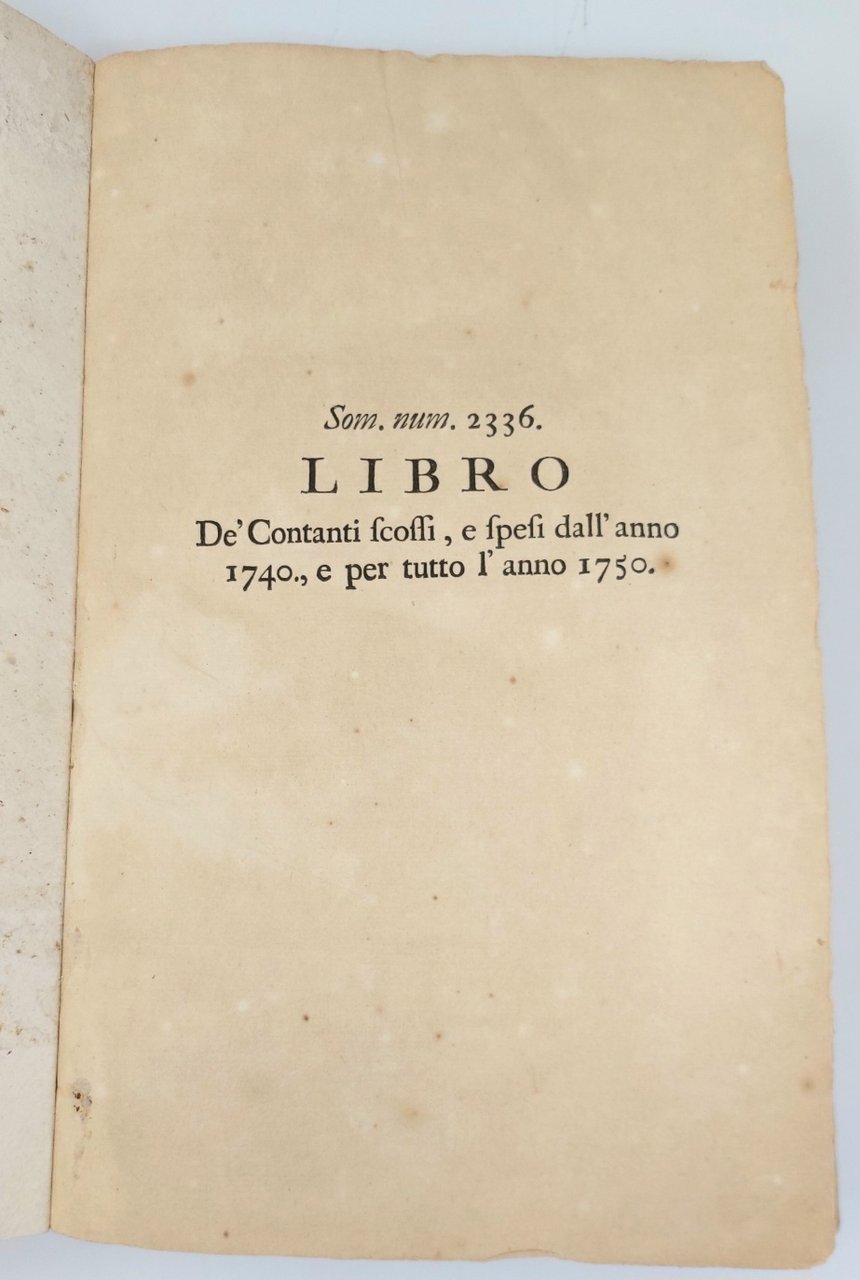 Som. num. 2336.
LIBRO
De' Contanti ſcoſſi, e ſpeſi dall' anno
1740., e per tutto l' anno 1750.